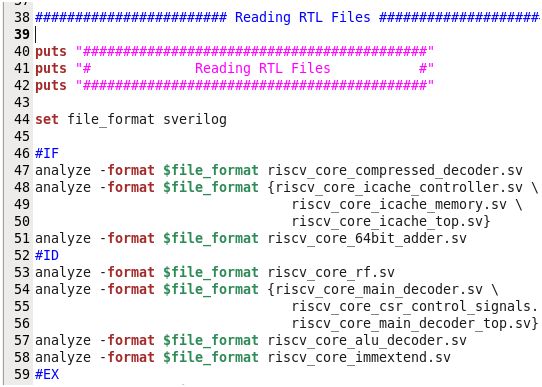 38 ######################## Reading RTL Files ####################
39
40 puts "###########################################"
41 puts "#             Reading RTL Files           #"
42 puts "###########################################"
43
44 set file_format sverilog
45
46 #IF
47 analyze -format $file_format riscv_core_compressed_decoder.sv
48 analyze -format $file_format {riscv_core_icache_controller.sv \
49                                 riscv_core_icache_memory.sv \
50                                 riscv_core_icache_top.sv}
51 analyze -format $file_format riscv_core_64bit_adder.sv
52 #ID
53 analyze -format $file_format riscv_core_rf.sv
54 analyze -format $file_format {riscv_core_main_decoder.sv \
55                                 riscv_core_csr_control_signals.
56                                 riscv_core_main_decoder_top.sv}
57 analyze -format $file_format riscv_core_alu_decoder.sv
58 analyze -format $file_format riscv_core_immextend.sv
59 #EX